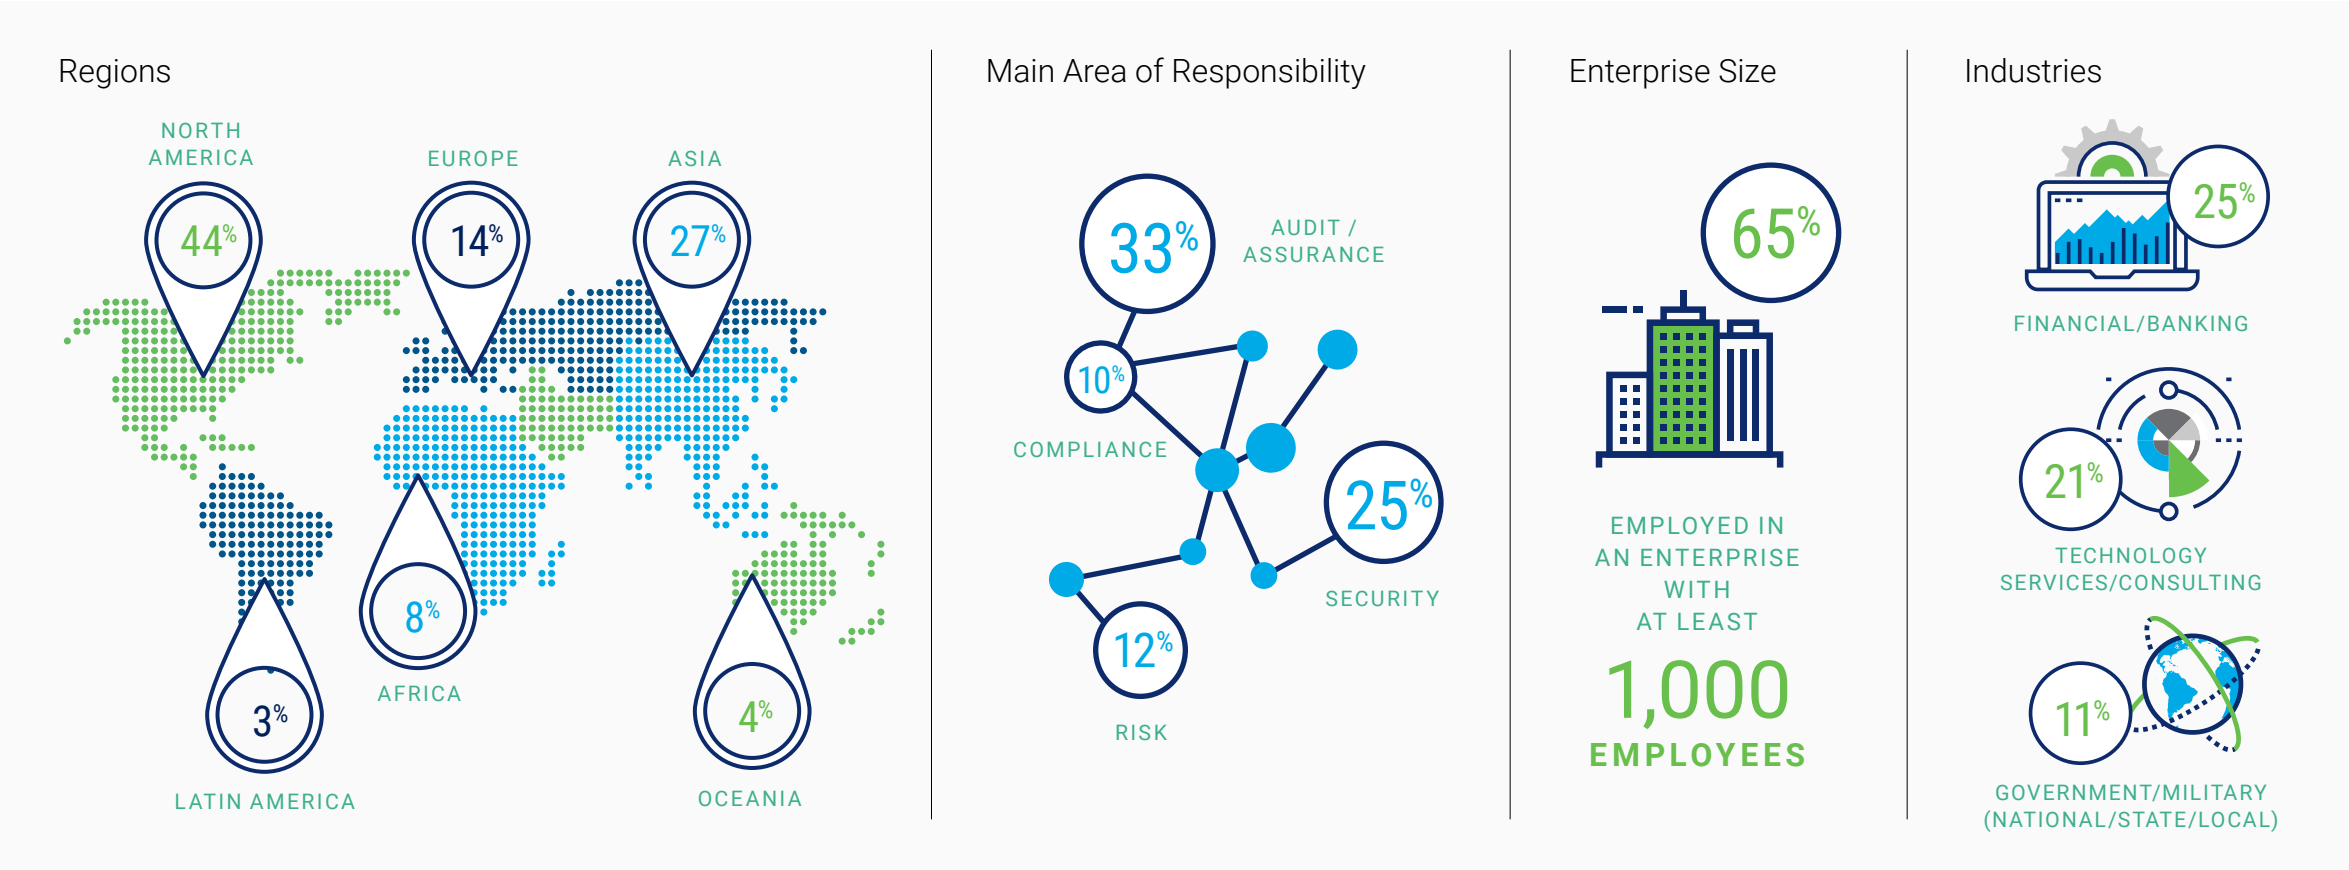 Regions
NORTH
AMERICA
44%
EUROPE
14%
ASIA
27%
8%
AFRICA
3%
LATIN AMERICA
4%
OCEANIA
Main Area of Responsibility
33%
AUDIT /
ASSURANCE
10%
COMPLIANCE
25%
SECURITY
12%
RISK
Enterprise Size
65%
EMPLOYED IN
AN ENTERPRISE
WITH
AT LEAST
1,000
EMPLOYEES
Industries
25%
FINANCIAL/BANKING
21%
TECHNOLOGY
SERVICES/CONSULTING
11%
GOVERNMENT/MILITARY
(NATIONAL/STATE/LOCAL)